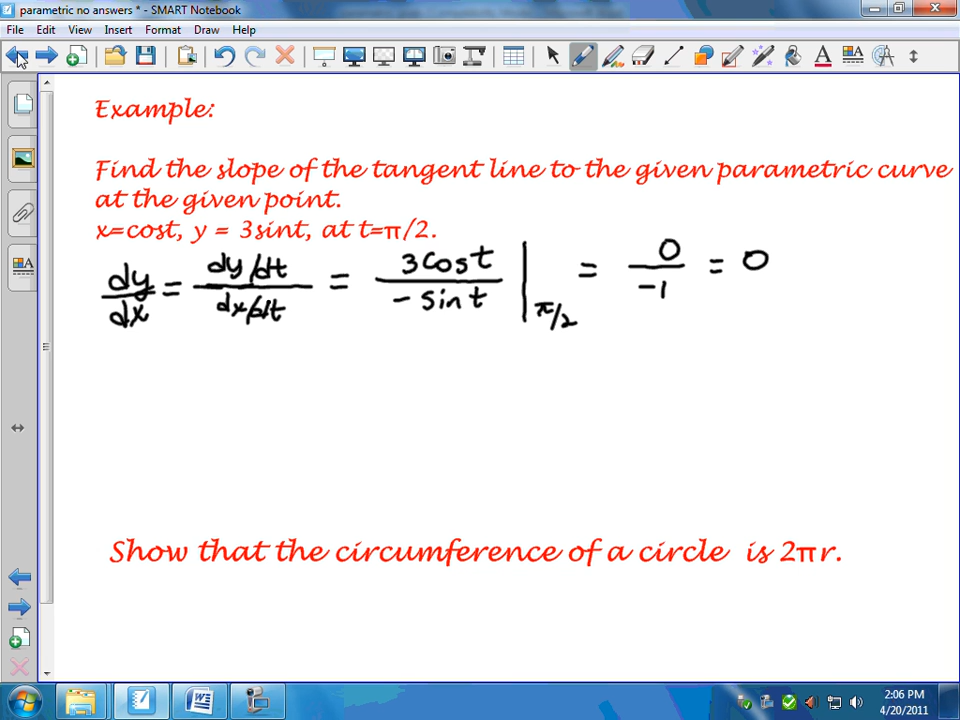 parametric no answers * - SMART Notebook
File Edit View Insert Format Draw Help
Example:
Find the slope of the tangent line to the given parametric curve
at the given point.
x=cost, y = 3sint, at t=π/2.
dy/dx = (dy/dt)/(dx/dt) = 3cost/-sint |π/2 = 0/-1 = 0
Show that the circumference of a circle is 2πr.
2:06 PM
4/20/2011